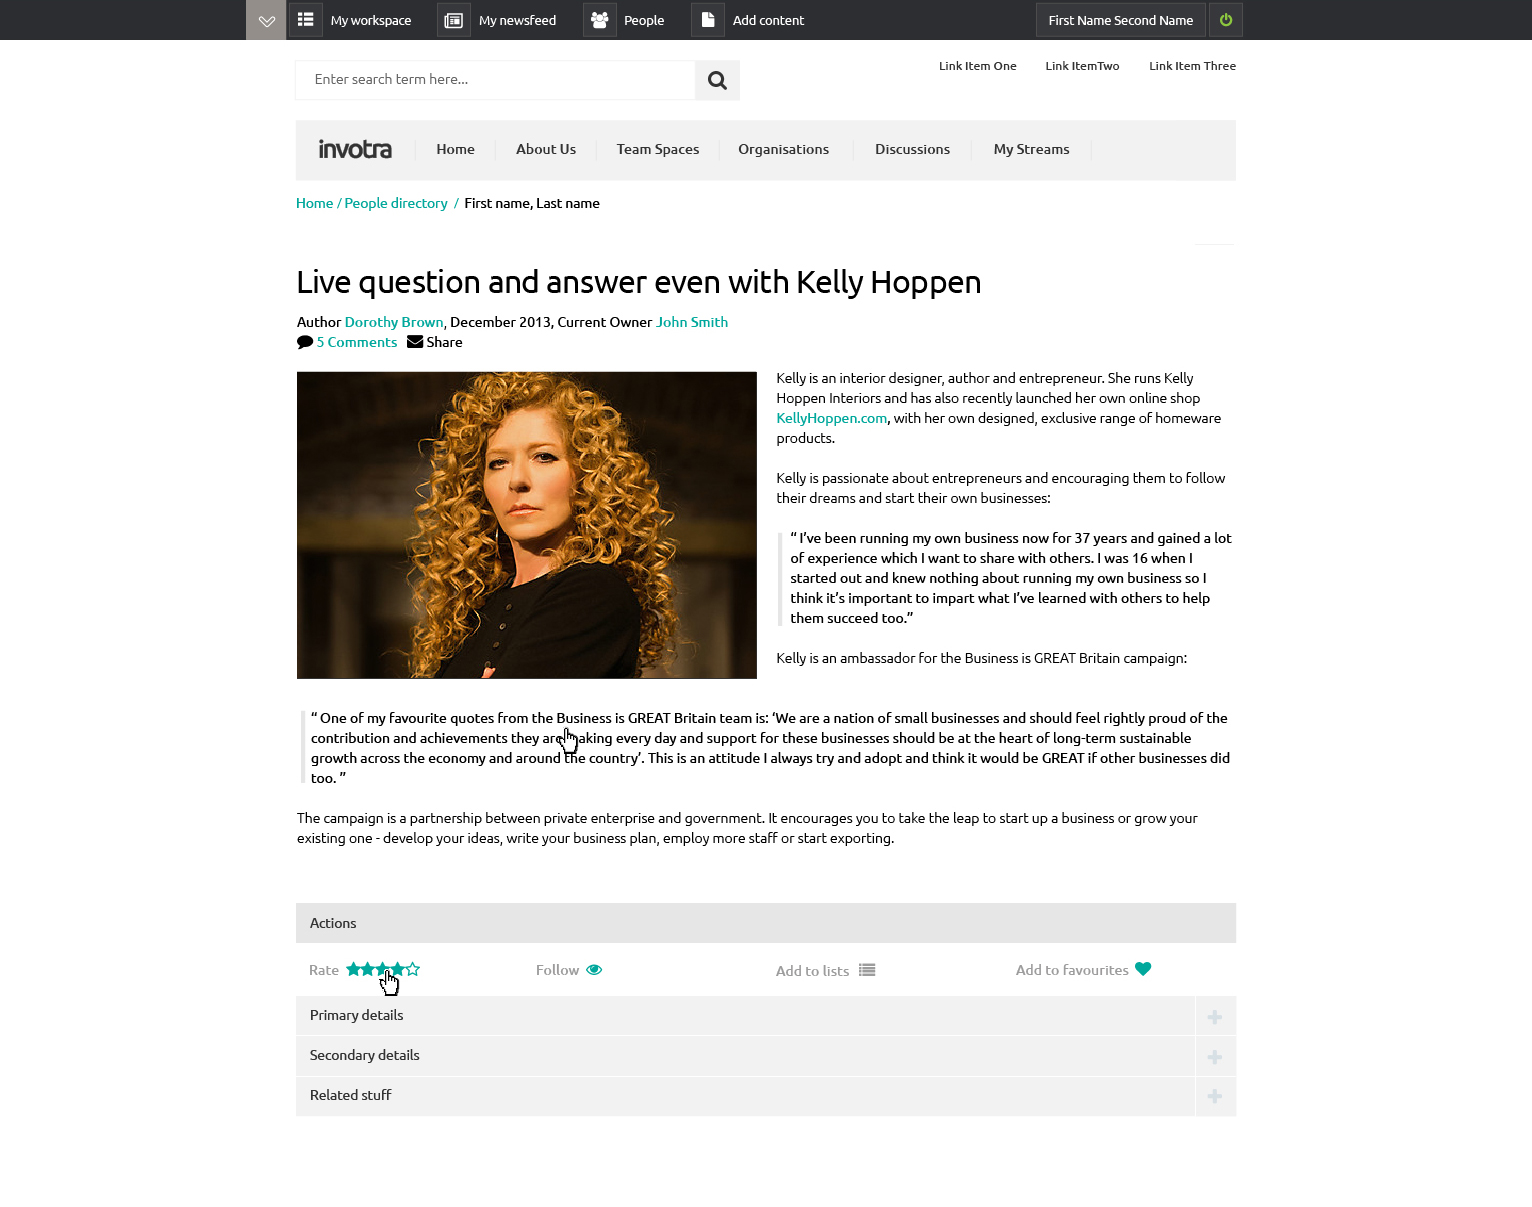 My workspace
My newsfeed
People
Add content
First Name Second Name
Enter search term here...
Link Item One
Link ItemTwo
Link Item Three
invotra
Home
About Us
Team Spaces
Organisations
Discussions
My Streams
Home / People directory / First name, Last name
Live question and answer even with Kelly Hoppen
Author Dorothy Brown, December 2013, Current Owner John Smith
5 Comments Share
Kelly is an interior designer, author and entrepreneur. She runs Kelly
Hoppen Interiors and has also recently launched her own online shop
KellyHoppen.com, with her own designed, exclusive range of homeware
products.
Kelly is passionate about entrepreneurs and encouraging them to follow
their dreams and start their own businesses:
“ I’ve been running my own business now for 37 years and gained a lot
of experience which I want to share with others. I was 16 when I
started out and knew nothing about running my own business so I
think it’s important to impart what I’ve learned with others to help
them succeed too.”
Kelly is an ambassador for the Business is GREAT Britain campaign:
“ One of my favourite quotes from the Business is GREAT Britain team is: ‘We are a nation of small businesses and should feel rightly proud of the
contribution and achievements they are making every day and support for these businesses should be at the heart of long-term sustainable
growth across the economy and around the country’. This is an attitude I always try and adopt and think it would be GREAT if other businesses did
too. ”
The campaign is a partnership between private enterprise and government. It encourages you to take the leap to start up a business or grow your
existing one - develop your ideas, write your business plan, employ more staff or start exporting.
Actions
Rate
Follow
Add to lists
Add to favourites
Primary details
Secondary details
Related stuff